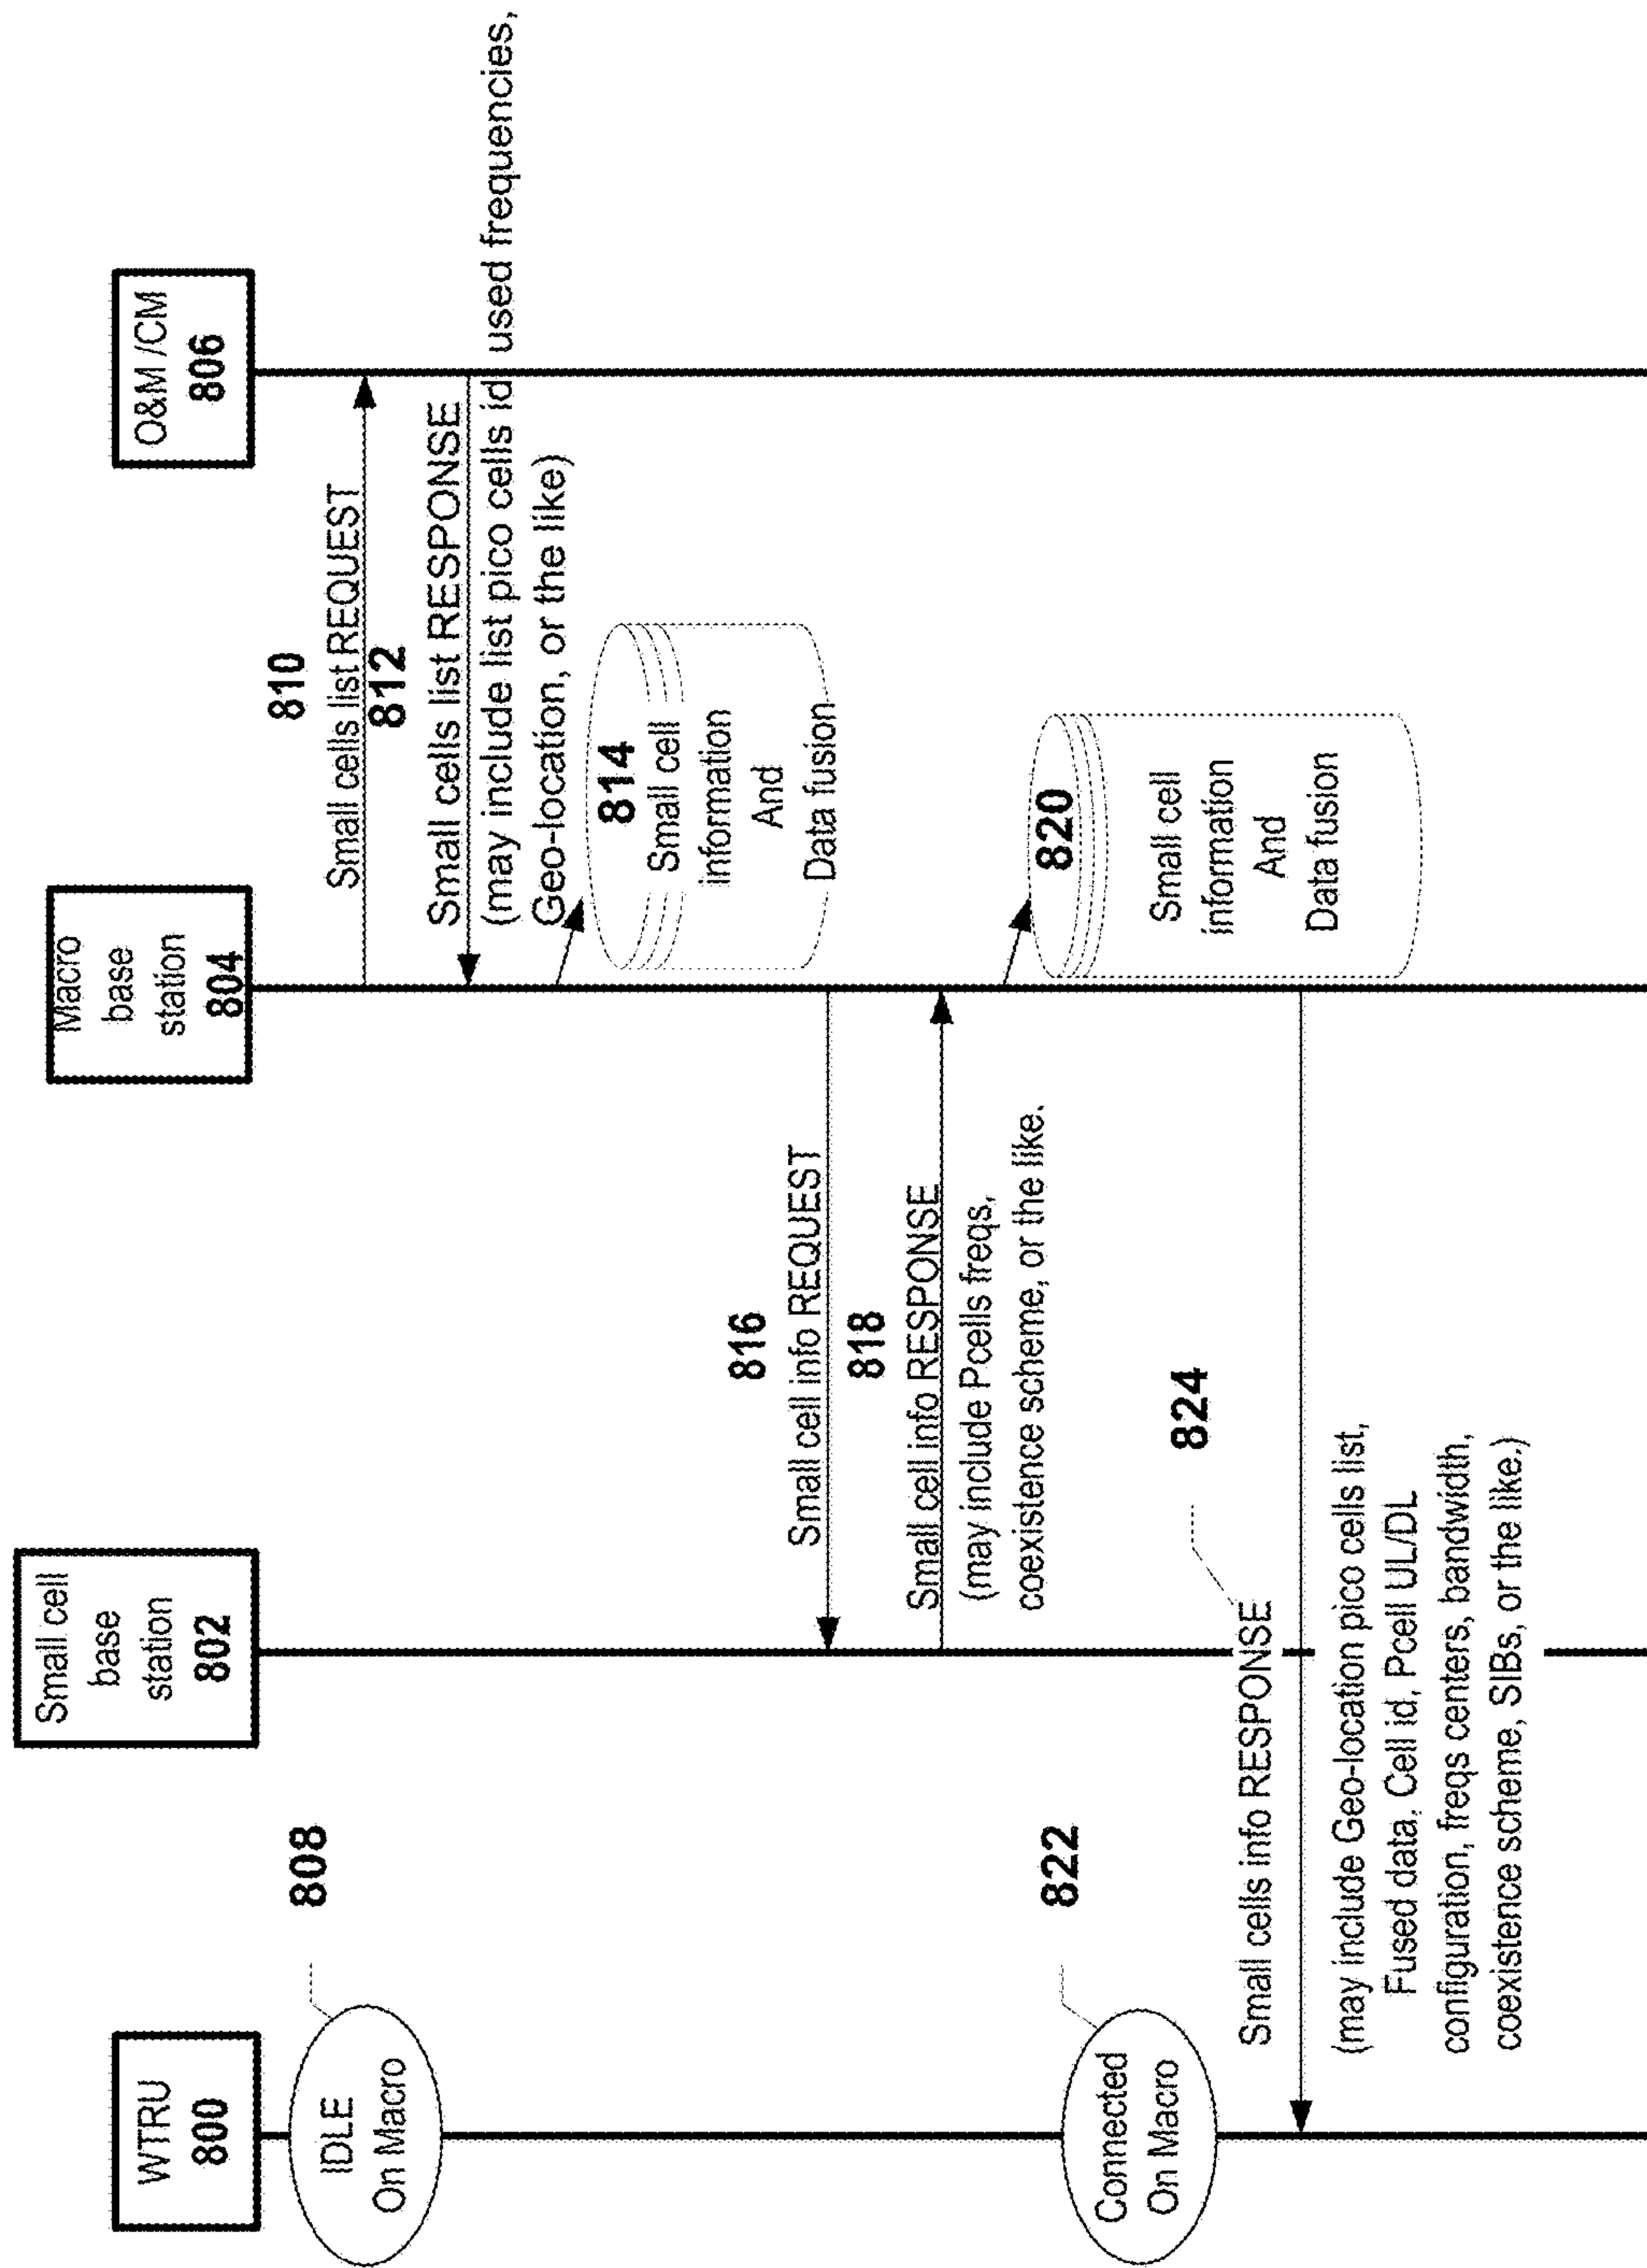 WTRU
800
Small cell
base
station
802
Macro
base
station
804
O&M /CM
806
808
IDLE
On Macro
810
Small cells list REQUEST
812
Small cells list RESPONSE
(may include list pico cells id used frequencies,
Geo-location, or the like)
814
Small cell
information
And
Data fusion
816
Small cell info REQUEST
818
Small cell info RESPONSE
(may include Pcells freqs,
coexistence scheme, or the like.
820
Small cell
information
And
Data fusion
822
Connected
On Macro
824
Small cells info RESPONSE
(may include Geo-location pico cells list,
Fused data, Cell id, Pcell UL/DL
configuration, freqs centers, bandwidth,
coexistence scheme, SIBs, or the like.)